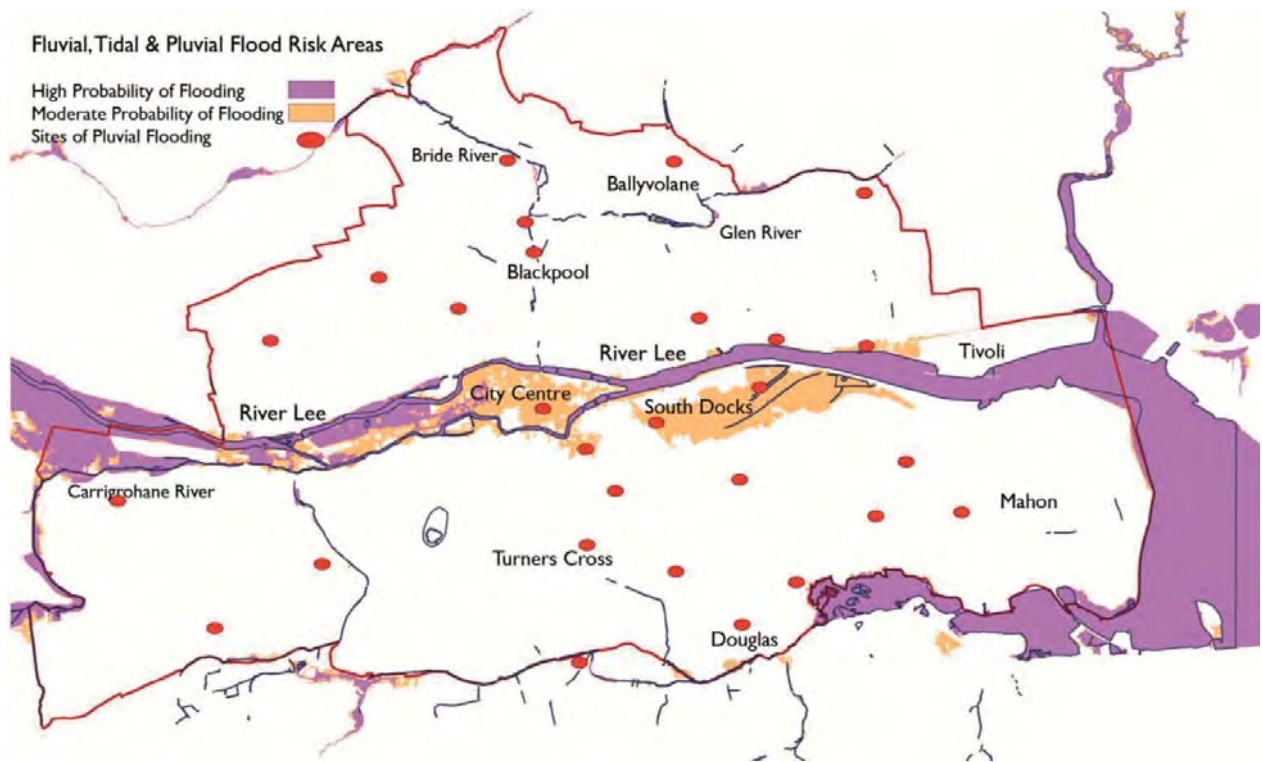 Fluvial, Tidal & Pluvial Flood Risk Areas
High Probability of Flooding
Moderate Probability of Flooding
Sites of Pluvial Flooding
Bride River
Ballyvolane
Glen River
Blackpool
River Lee
Tivoli
City Centre
South Docks
River Lee
Carrigrohane River
Mahon
Turners Cross
Douglas